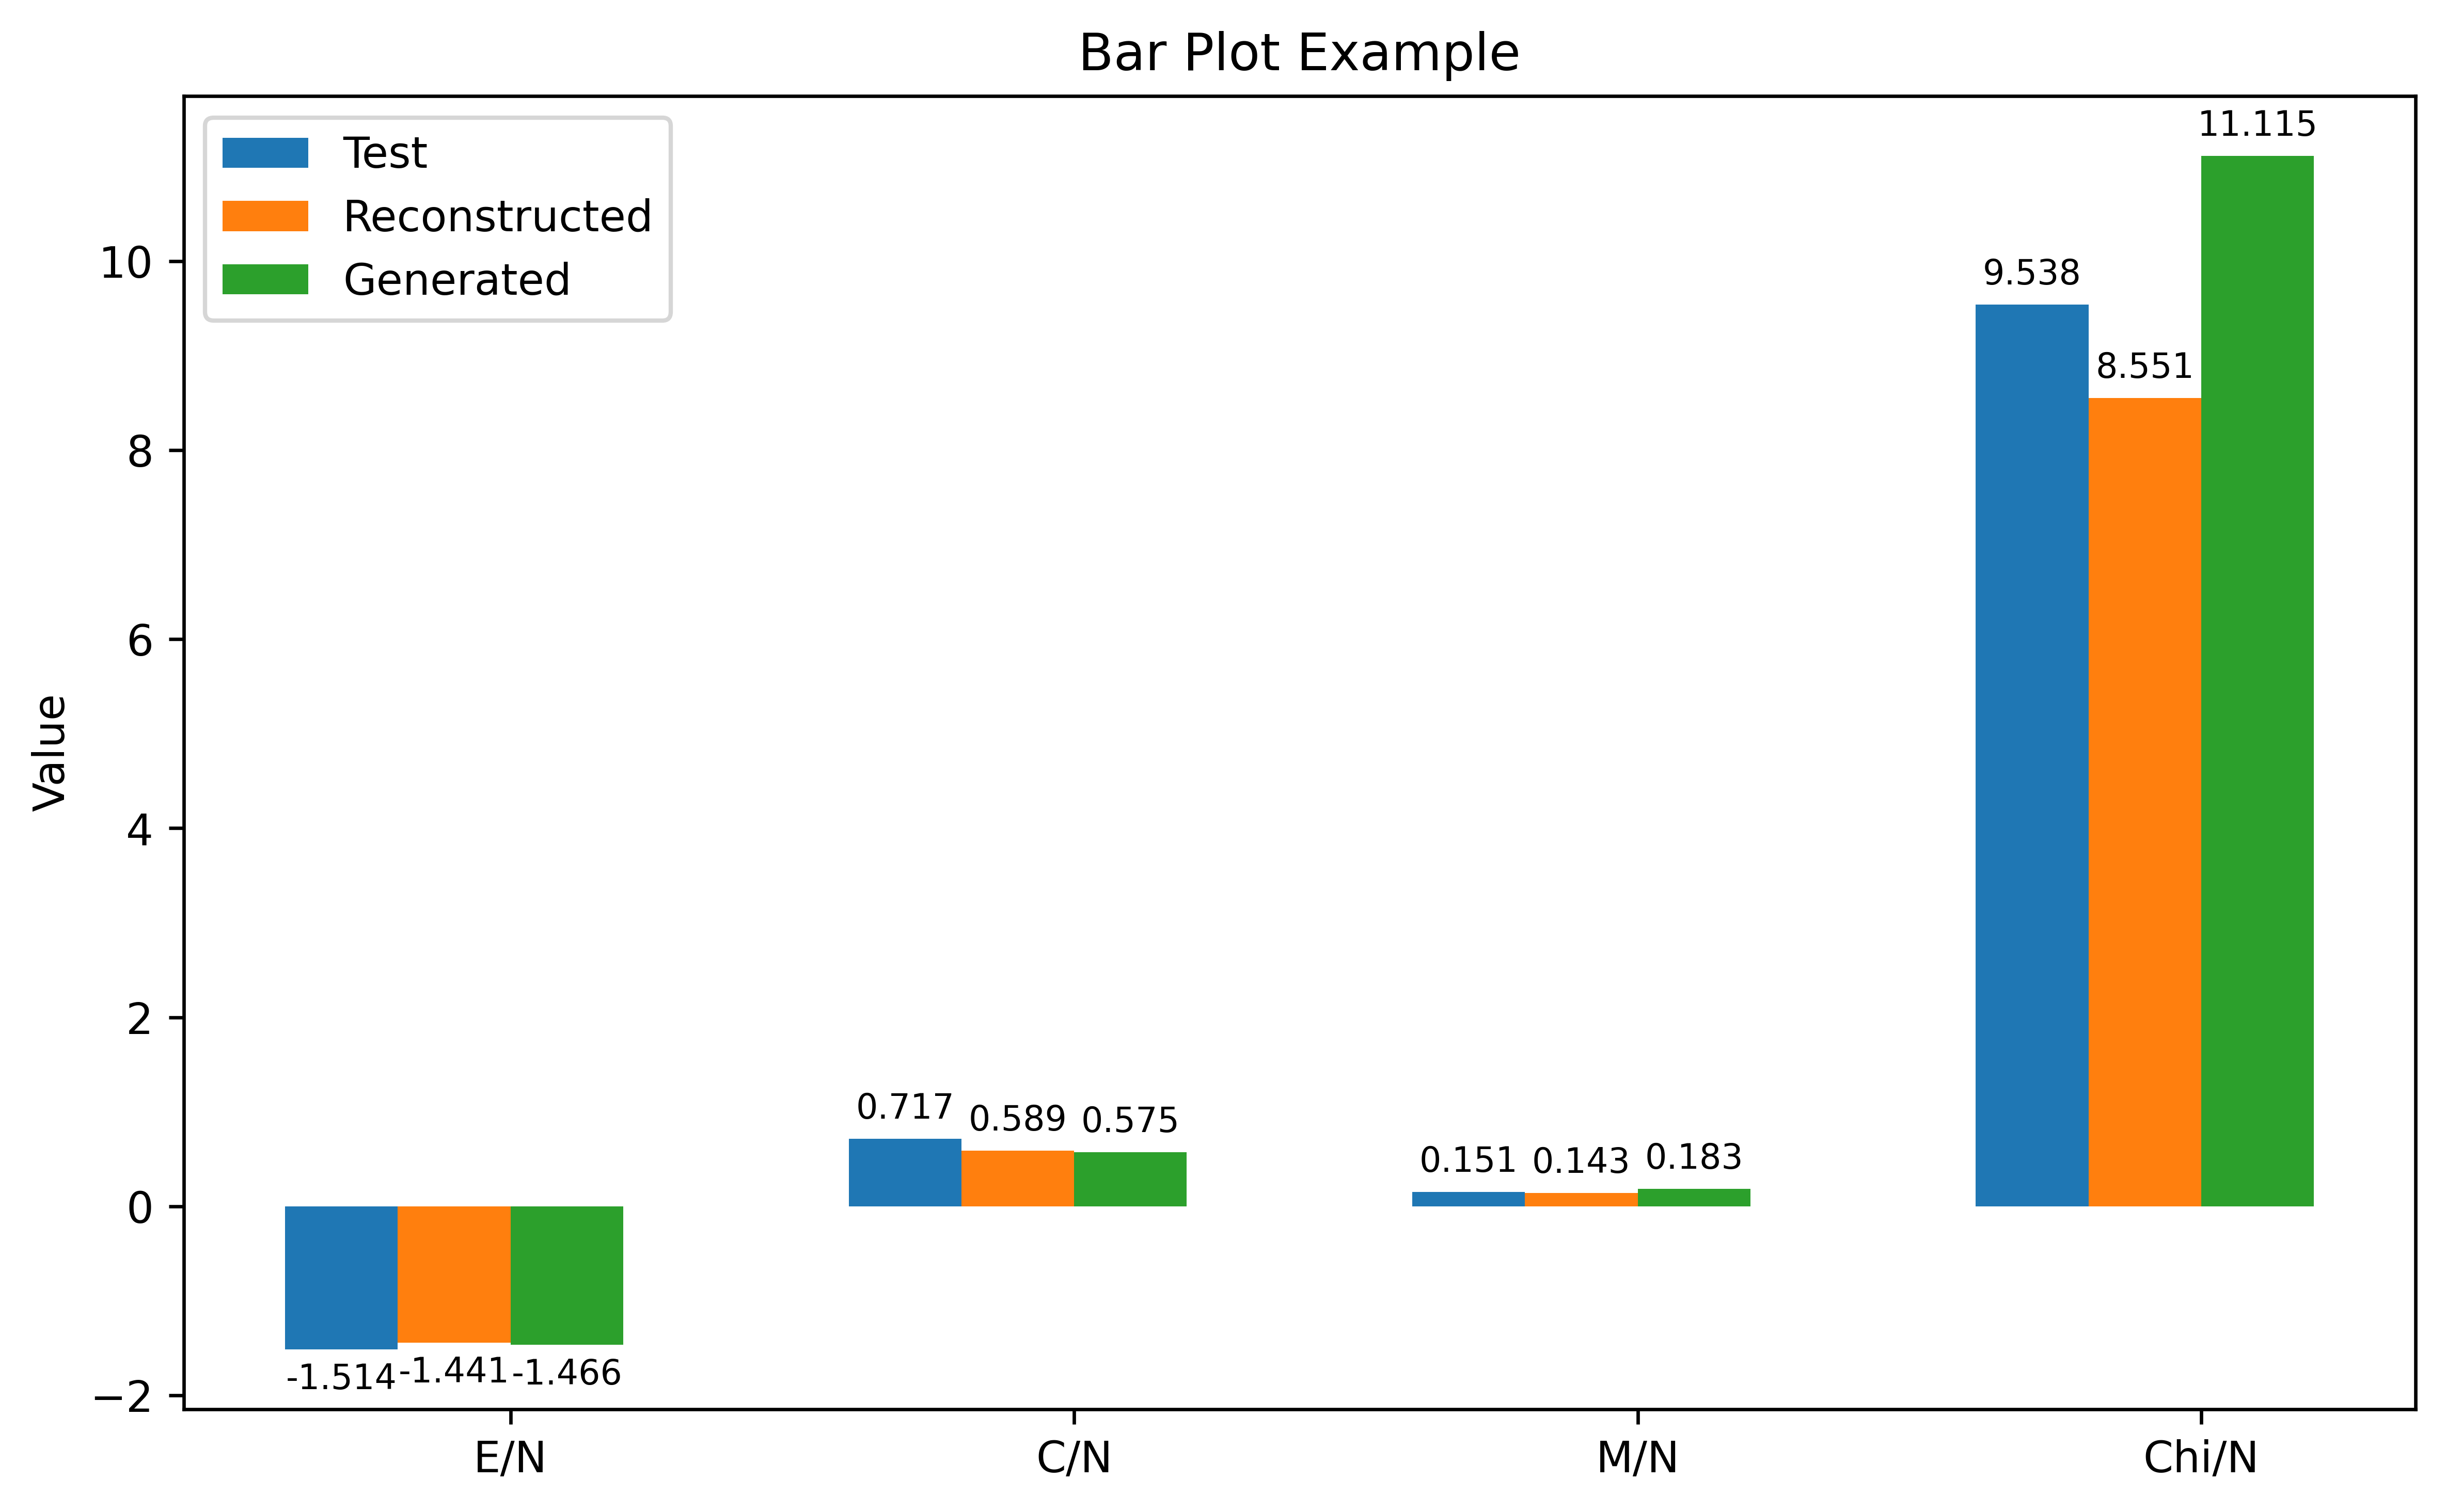 Bar Plot Example
Test
Reconstructed
Generated
Value
10
8
6
4
2
0
−2
-1.514
-1.441
-1.466
0.717
0.589
0.575
0.151
0.143
0.183
9.538
8.551
11.115
E/N
C/N
M/N
Chi/N